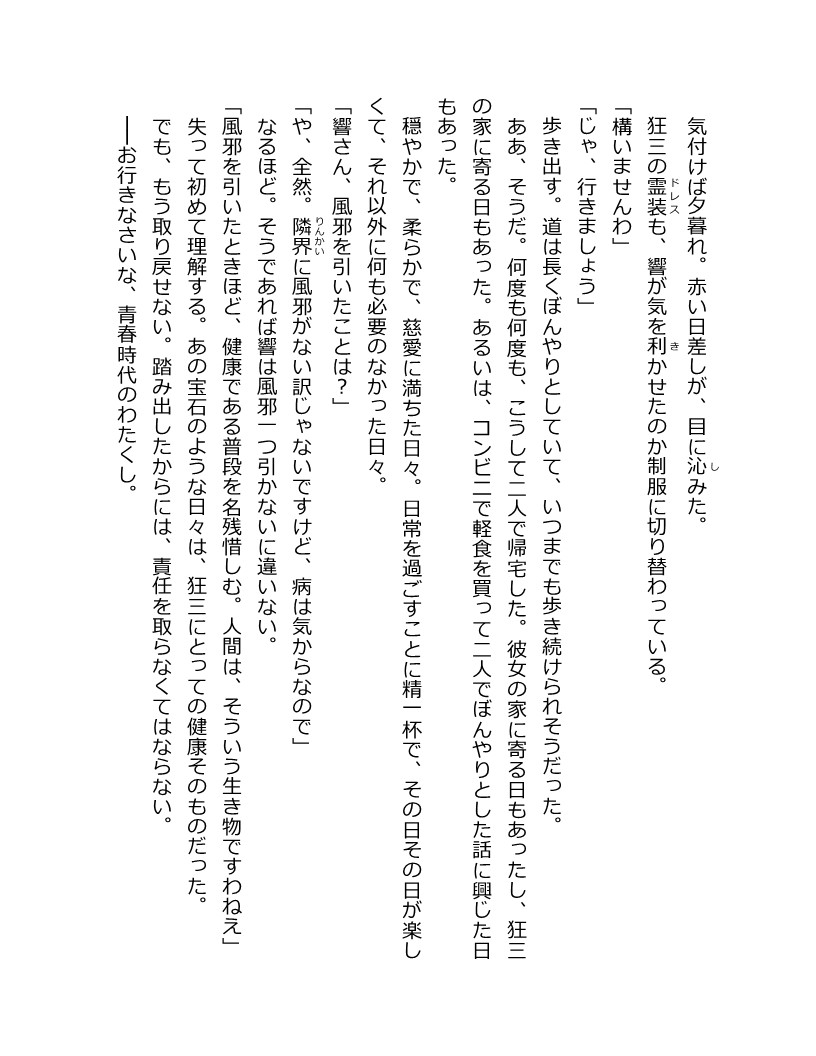 気付けば夕暮れ。赤い日差しが、目に沁みた。
狂三の霊装も、響が気を利かせたのか制服に切り替わっている。
「構いませんわ」
「じゃ、行きましょう」
歩き出す。道は長くぼんやりとしていて、いつまでも歩き続けられそうだった。
ああ、そうだ。何度も何度も、こうして二人で帰宅した。彼女の家に寄る日もあったし、狂三
の家に寄る日もあった。あるいは、コンビニで軽食を買って二人でぼんやりとした話に興じた日
もあった。
穏やかで、柔らかで、慈愛に満ちた日々。日常を過ごすことに精一杯で、その日その日が楽し
くて、それ以外に何も必要のなかった日々。
「響さん、風邪を引いたことは？」
「や、全然。隣界に風邪がない訳じゃないですけど、病は気からなので」
なるほど。そうであれば響は風邪一つ引かないに違いない。
「風邪を引いたときほど、健康である普段を名残惜しむ。人間は、そういう生き物ですわねえ」
失って初めて理解する。あの宝石のような日々は、狂三にとっての健康そのものだった。
でも、もう取り戻せない。踏み出したからには、責任を取らなくてはならない。
――お行きなさいな、青春時代のわたくし。